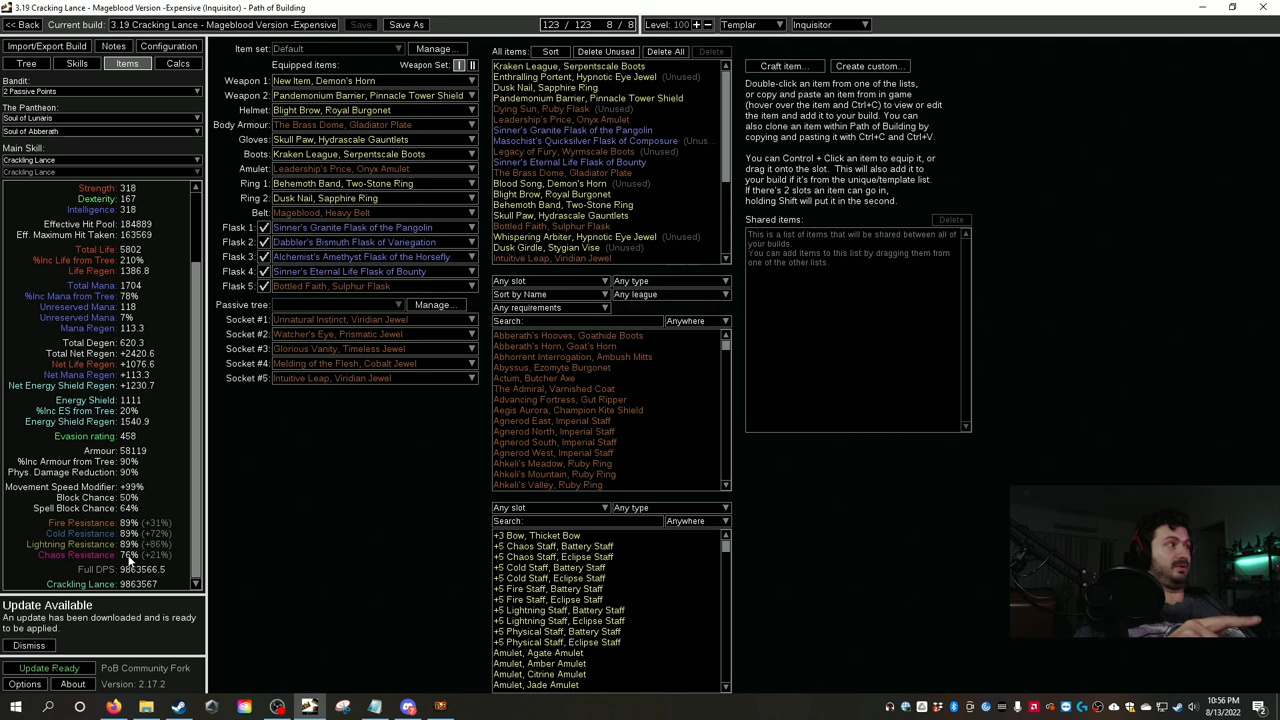 3.19 Cracking Lance - Mageblood Version -Expensive (Inquisitor) - Path of Building
<< Back
Current build:
3.19 Cracking Lance - Mageblood Version -Expensive
Save
Save As
123 / 123 8 / 8
Level: 100
+
-
Templar
Inquisitor
Import/Export Build
Notes
Configuration
Tree
Skills
Items
Calcs
Bandit:
2 Passive Points
The Pantheon:
Soul of Lunaris
Soul of Abberath
Main Skill:
Crackling Lance
Crackling Lance
Strength: 318
Dexterity: 167
Intelligence: 318
Effective Hit Pool: 184889
Eff. Maximum Hit Taken: 163569
Total Life: 5802
%Inc Life from Tree: 210%
Life Regen: 1386.8
Total Mana: 1704
%Inc Mana from Tree: 78%
Unreserved Mana: 118
Unreserved Mana: 7%
Mana Regen: 113.3
Total Degen: 620.3
Total Net Regen: +2420.6
Net Life Regen: +1076.6
Net Mana Regen: +113.3
Net Energy Shield Regen: +1230.7
Energy Shield: 1111
%Inc ES from Tree: 20%
Energy Shield Regen: 1540.9
Evasion rating: 458
Armour: 58119
%Inc Armour from Tree: 90%
Phys. Damage Reduction: 90%
Movement Speed Modifier: +99%
Block Chance: 50%
Spell Block Chance: 64%
Fire Resistance: 89% (+31%)
Cold Resistance: 89% (+72%)
Lightning Resistance: 89% (+86%)
Chaos Resistance: 76% (+21%)
Full DPS: 9863566.5
Crackling Lance: 9863567
Update Available
An update has been downloaded and is ready
to be applied.
Dismiss
Update Ready
PoB Community Fork
Options
About
Version: 2.17.2
Item set: Default
Manage...
Equipped items:
Weapon Set: I II
Weapon 1: New Item, Demon's Horn
Weapon 2: Pandemonium Barrier, Pinnacle Tower Shield
Helmet: Blight Brow, Royal Burgonet
Body Armour: The Brass Dome, Gladiator Plate
Gloves: Skull Paw, Hydrascale Gauntlets
Boots: Kraken League, Serpentscale Boots
Amulet: Leadership's Price, Onyx Amulet
Ring 1: Behemoth Band, Two-Stone Ring
Ring 2: Dusk Nail, Sapphire Ring
Belt: Mageblood, Heavy Belt
Flask 1: Sinner's Granite Flask of the Pangolin
Flask 2: Dabbler's Bismuth Flask of Variegation
Flask 3: Alchemist's Amethyst Flask of the Horsefly
Flask 4: Sinner's Eternal Life Flask of Bounty
Flask 5: Bottled Faith, Sulphur Flask
Passive tree:
Manage...
Socket #1: Unnatural Instinct, Viridian Jewel
Socket #2: Watcher's Eye, Prismatic Jewel
Socket #3: Glorious Vanity, Timeless Jewel
Socket #4: Melding of the Flesh, Cobalt Jewel
Socket #5: Intuitive Leap, Viridian Jewel
All items:
Sort
Delete Unused
Delete All
Delete
Kraken League, Serpentscale Boots
Enthralling Portent, Hypnotic Eye Jewel (Unused)
Dusk Nail, Sapphire Ring
Pandemonium Barrier, Pinnacle Tower Shield
Dying Sun, Ruby Flask (Unused)
Leadership's Price, Onyx Amulet
Sinner's Granite Flask of the Pangolin
Masochist's Quicksilver Flask of Composure (Unus...
Legacy of Fury, Wyrmscale Boots (Unused)
Sinner's Eternal Life Flask of Bounty
The Brass Dome, Gladiator Plate
Blood Song, Demon's Horn (Unused)
Blight Brow, Royal Burgonet
Behemoth Band, Two-Stone Ring
Skull Paw, Hydrascale Gauntlets
Bottled Faith, Sulphur Flask
Whispering Arbiter, Hypnotic Eye Jewel (Unused)
Dusk Girdle, Stygian Vise (Unused)
Intuitive Leap, Viridian Jewel
Any slot
Any type
Sort by Name
Any league
Any requirements
Search:
Anywhere
Abberath's Hooves, Goathide Boots
Abberath's Horn, Goat's Horn
Abhorrent Interrogation, Ambush Mitts
Abyssus, Ezomyte Burgonet
Actum, Butcher Axe
The Admiral, Varnished Coat
Advancing Fortress, Gut Ripper
Aegis Aurora, Champion Kite Shield
Agnerod East, Imperial Staff
Agnerod North, Imperial Staff
Agnerod South, Imperial Staff
Agnerod West, Imperial Staff
Ahkeli's Meadow, Ruby Ring
Ahkeli's Mountain, Ruby Ring
Ahkeli's Valley, Ruby Ring
Any slot
Any type
Search:
Anywhere
+3 Bow, Thicket Bow
+5 Chaos Staff, Battery Staff
+5 Chaos Staff, Eclipse Staff
+5 Cold Staff, Battery Staff
+5 Cold Staff, Eclipse Staff
+5 Fire Staff, Battery Staff
+5 Fire Staff, Eclipse Staff
+5 Lightning Staff, Battery Staff
+5 Lightning Staff, Eclipse Staff
+5 Physical Staff, Battery Staff
+5 Physical Staff, Eclipse Staff
Amulet, Agate Amulet
Amulet, Amber Amulet
Amulet, Citrine Amulet
Amulet, Jade Amulet
Craft item...
Create custom...
Double-click an item from one of the lists,
or copy and paste an item from in game
(hover over the item and Ctrl+C) to view or edit
the item and add it to your build. You can
also clone an item within Path of Building by
copying and pasting it with Ctrl+C and Ctrl+V.
You can Control + Click an item to equip it, or
drag it onto the slot. This will also add it to
your build if it's from the unique/template list.
If there's 2 slots an item can go in,
holding Shift will put it in the second.
Shared items:
Delete
This is a list of items that will be shared between all of
your builds.
You can add items to this list by dragging them from
one of the other lists.
10:56 PM
8/13/2022